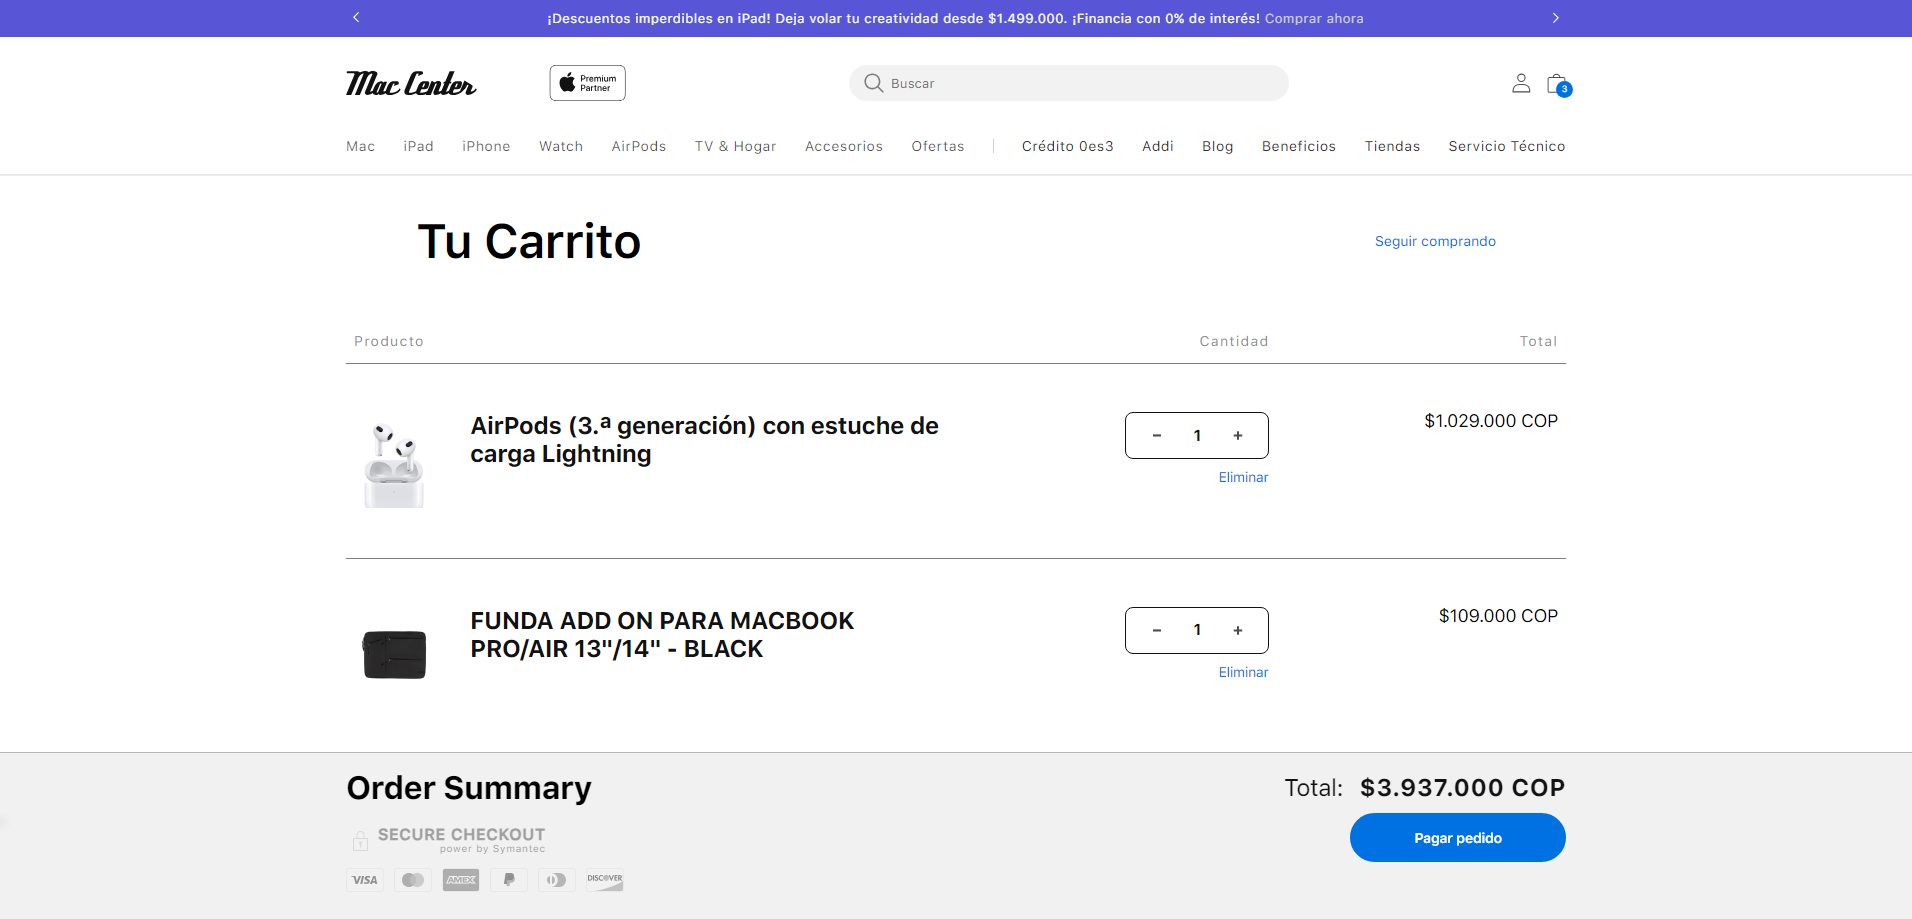 ¡Descuentos imperdibles en iPad! Deja volar tu creatividad desde $1.499.000. ¡Financia con 0% de interés! Comprar ahora
Mac Center
Premium
Partner
Buscar
3
Mac iPad iPhone Watch AirPods TV & Hogar Accesorios Ofertas Crédito 0es3 Addi Blog Beneficios Tiendas Servicio Técnico
Tu Carrito
Seguir comprando
Producto Cantidad Total
AirPods (3.ª generación) con estuche de
carga Lightning
− 1 +
$1.029.000 COP
Eliminar
FUNDA ADD ON PARA MACBOOK
PRO/AIR 13"/14" - BLACK
− 1 +
$109.000 COP
Eliminar
Order Summary
Total: $3.937.000 COP
SECURE CHECKOUT
power by Symantec
Pagar pedido
VISA
AMEX
DISCOVER